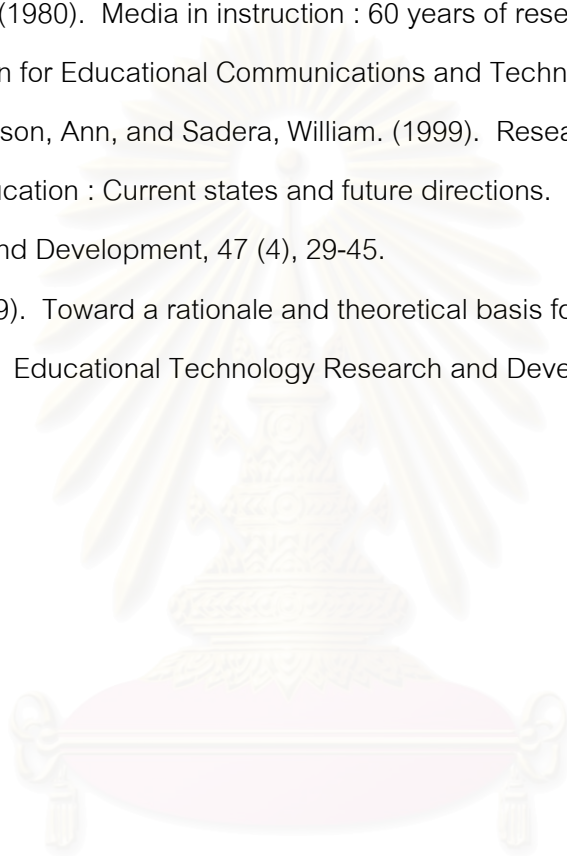 (1980). Media in instruction : 60 years of rese
n for Educational Communications and Techn
son, Ann, and Sadera, William. (1999). Resea
ucation : Current states and future directions.
nd Development, 47 (4), 29-45.
9). Toward a rationale and theoretical basis fo
Educational Technology Research and Deve